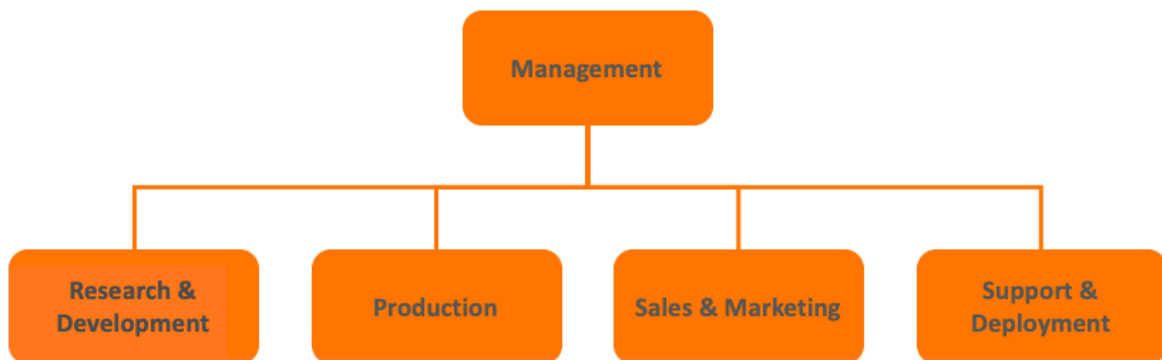 Management
Research &
Development
Production
Sales & Marketing
Support &
Deployment